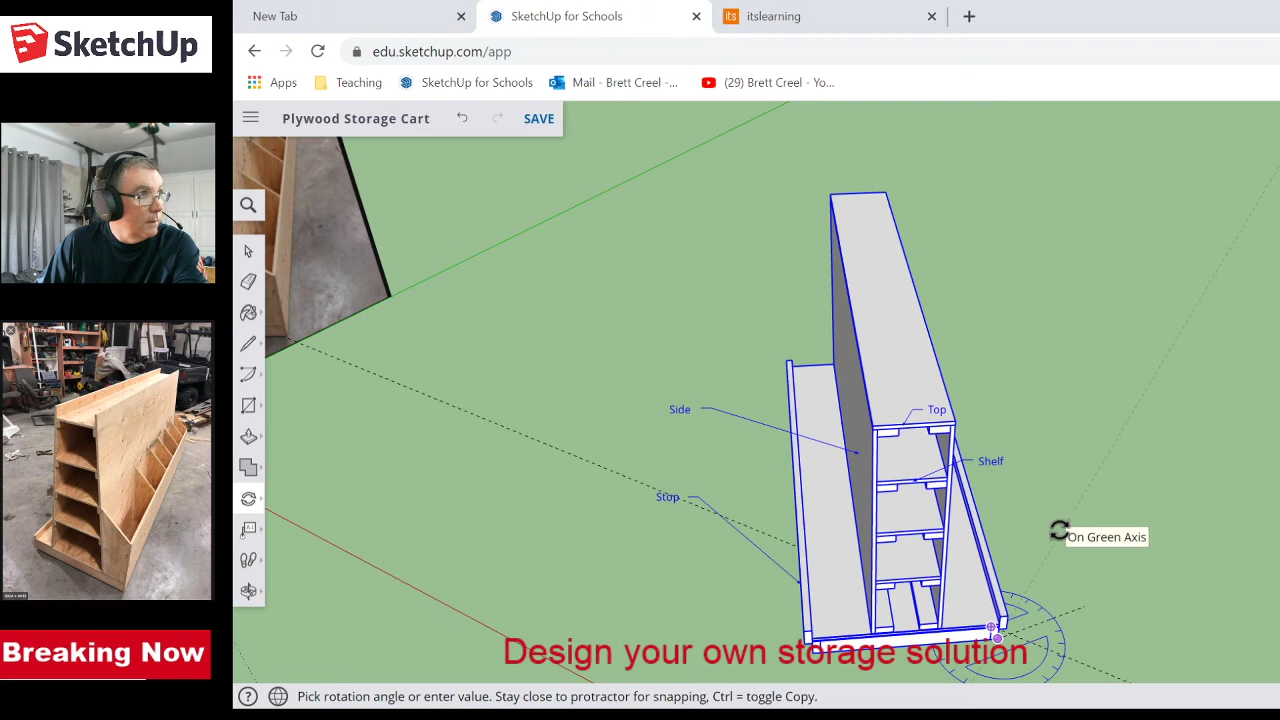 SketchUp
New Tab
SketchUp for Schools
its
itslearning
edu.sketchup.com/app
Apps
Teaching
SketchUp for Schools
Mail - Brett Creel -...
(29) Brett Creel - Yo...
Plywood Storage Cart
SAVE
Top
Side
Shelf
Stop
On Green Axis
Design your own storage solution
Breaking Now
Pick rotation angle or enter value. Stay close to protractor for snapping, Ctrl = toggle Copy.